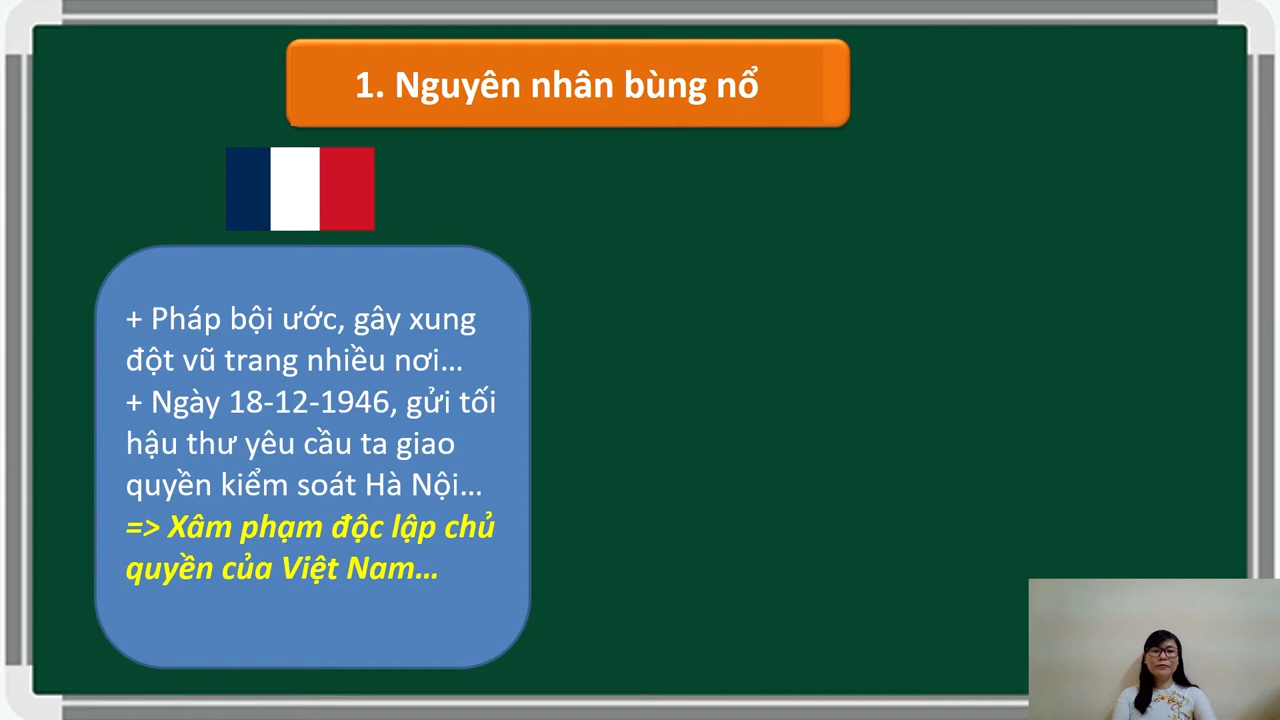 1. Nguyên nhân bùng nổ
+ Pháp bội ước, gây xung
đột vũ trang nhiều nơi...
+ Ngày 18-12-1946, gửi tối
hậu thư yêu cầu ta giao
quyền kiểm soát Hà Nội...
=> Xâm phạm độc lập chủ
quyền của Việt Nam...